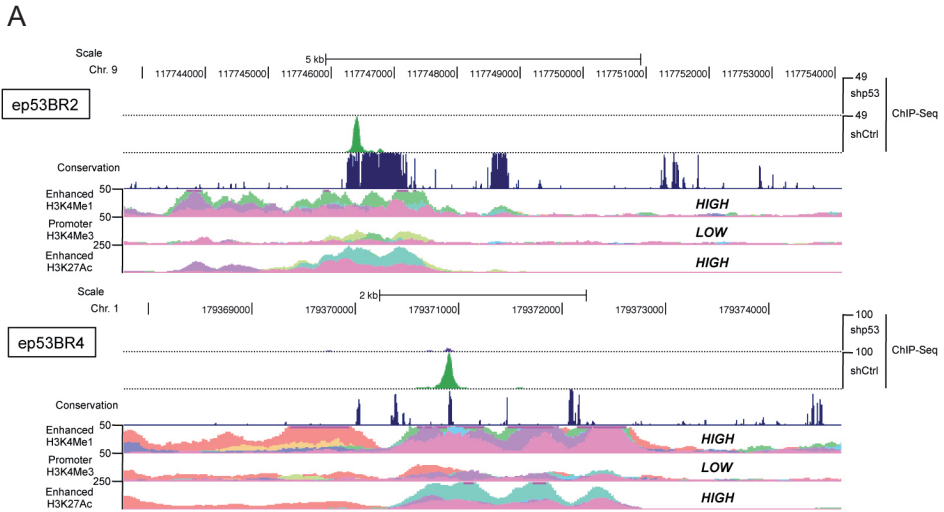 A
Scale
5 kb
Chr. 9
117744000 117745000 117746000 117747000 117748000 117749000 117750000 117751000 117752000 117753000 117754000
49
shp53
ep53BR2
49
ChIP-Seq
shCtrl
Conservation
Enhanced
H3K4Me1
50
HIGH
Promoter
H3K4Me3
50
LOW
Enhanced
H3K27Ac
250
HIGH
Scale
2 kb
Chr. 1
179369000 179370000 179371000 179372000 179373000 179374000
100
shp53
ep53BR4
100
ChIP-Seq
shCtrl
Conservation
Enhanced
H3K4Me1
50
HIGH
Promoter
H3K4Me3
50
LOW
Enhanced
H3K27Ac
250
HIGH